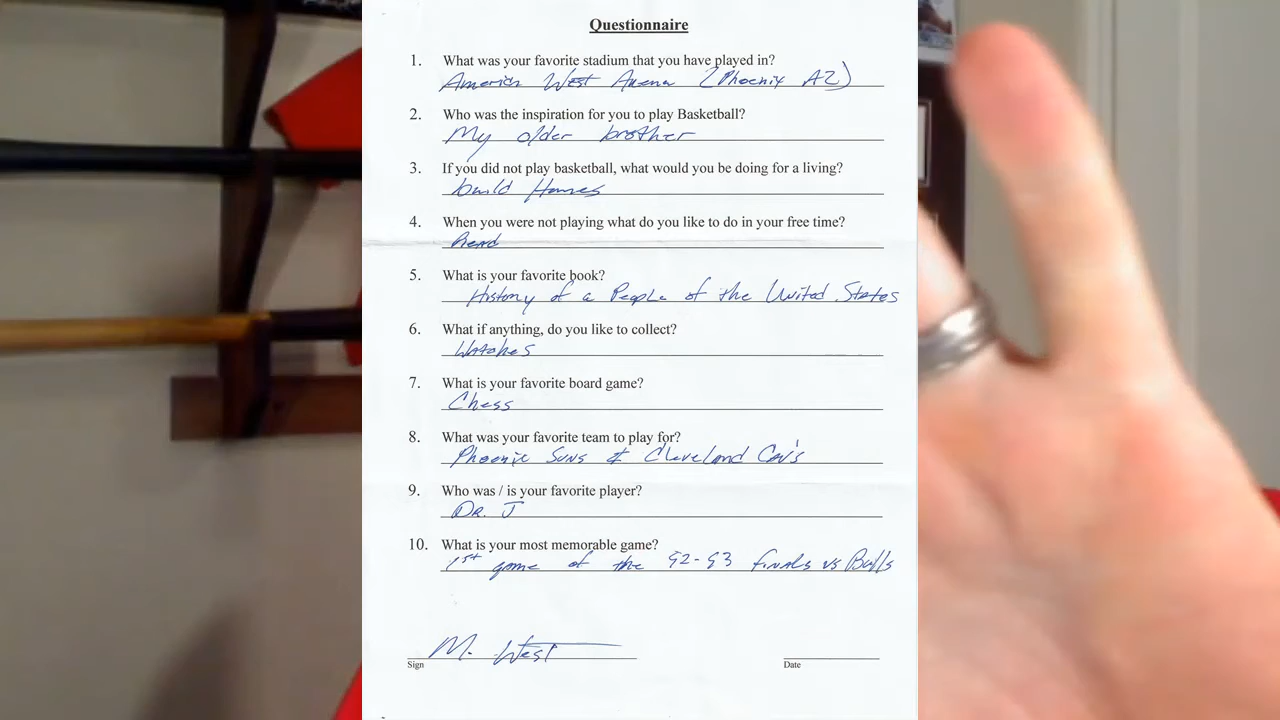 Questionnaire
1. What was your favorite stadium that you have played in?
America West Arena (Phoenix AZ)
2. Who was the inspiration for you to play Basketball?
My older brother
3. If you did not play basketball, what would you be doing for a living?
build Homes
4. When you were not playing what do you like to do in your free time?
Read
5. What is your favorite book?
History of a People of the United States
6. What if anything, do you like to collect?
Watches
7. What is your favorite board game?
Chess
8. What was your favorite team to play for?
Phoenix Suns & Cleveland Cav's
9. Who was / is your favorite player?
Dr. J
10. What is your most memorable game?
1st game of the 92-93 finals vs Bulls
M. West
Sign Date